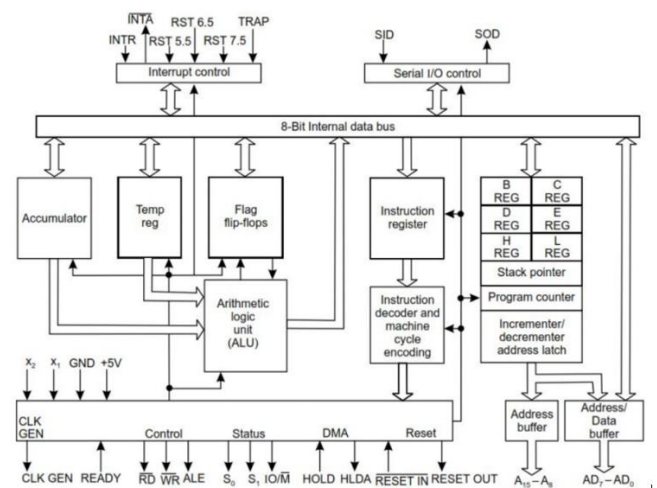 INTA RST 6.5 TRAP
INTR RST 5.5 RST 7.5
SID SOD
Interrupt control
Serial I/O control
8-Bit Internal data bus
Accumulator
Temp
reg
Flag
flip-flops
Instruction
register
B
REG
C
REG
D
REG
E
REG
H
REG
L
REG
Stack pointer
Program counter
Incrementer/
decrementer
address latch
Arithmetic
logic
unit
(ALU)
Instruction
decoder and
machine
cycle
encoding
X₂ X₁ GND +5V
CLK
GEN
Control Status DMA Reset
Address
buffer
Address/
Data
buffer
CLK GEN READY RD WR ALE S₀ S₁ IO/M HOLD HLDA RESET IN RESET OUT
A₁₅–A₈ AD₇–AD₀